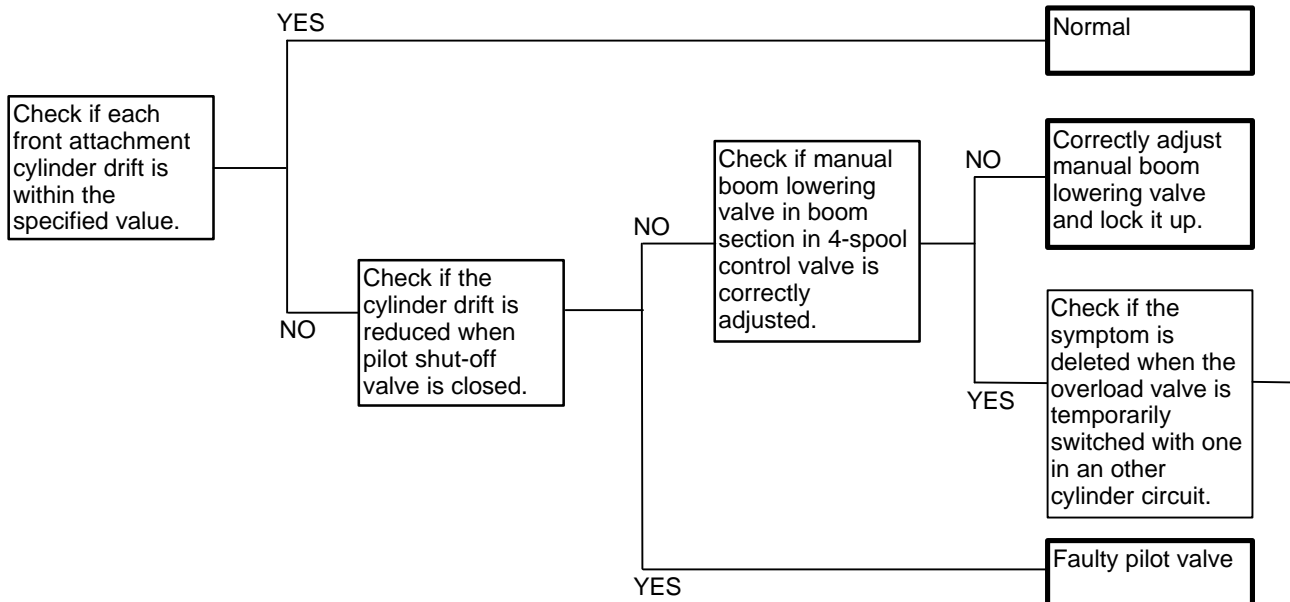 YES
Normal
Check if each
front attachment
cylinder drift is
within the
specified value.
NO
Check if the
cylinder drift is
reduced when
pilot shut-off
valve is closed.
NO
Check if manual
boom lowering
valve in boom
section in 4-spool
control valve is
correctly
adjusted.
NO
Correctly adjust
manual boom
lowering valve
and lock it up.
YES
Check if the
symptom is
deleted when the
overload valve is
temporarily
switched with one
in an other
cylinder circuit.
YES
Faulty pilot valve